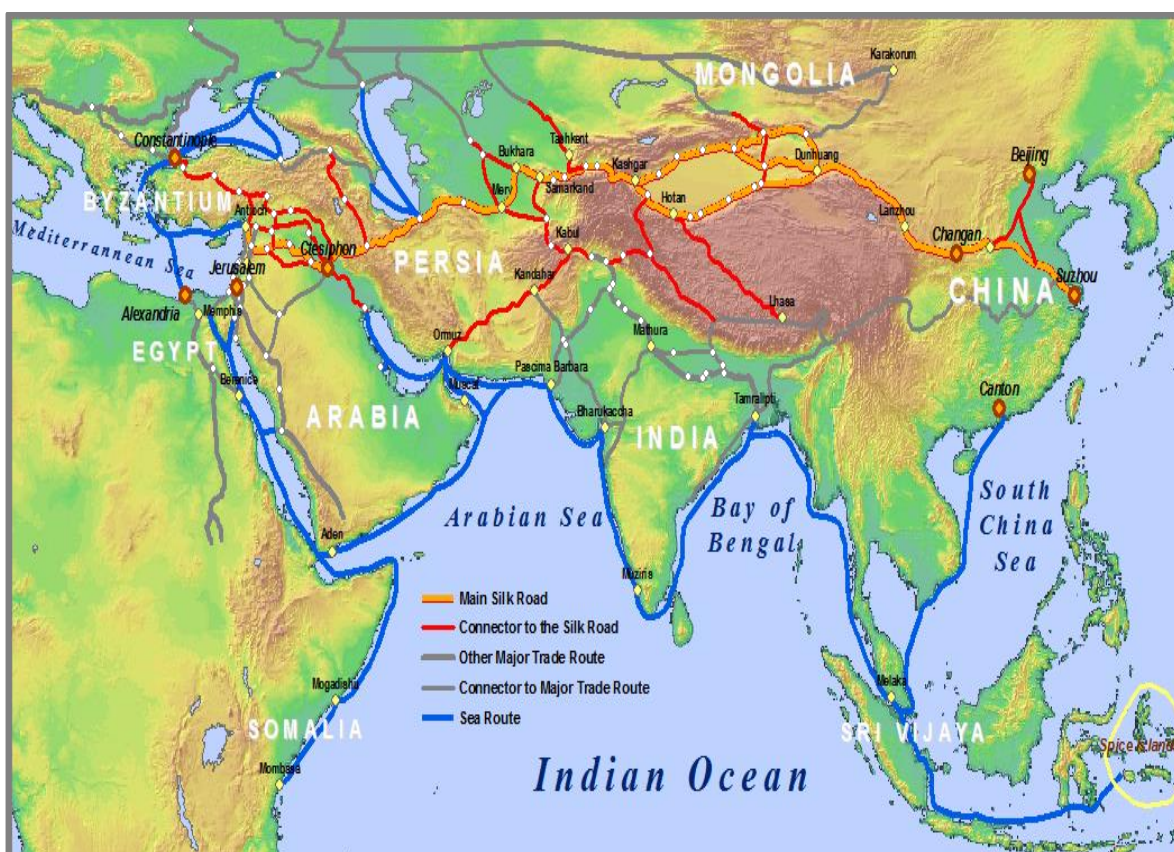 Karakorum
MONGOLIA
Constantinople
Tashkent
Bukhara
Dunhuang
Beijing
Kashgar
Samarkand
Merv
Hotan
BYZANTIUM
Antioch
Lanzhou
Changan
Mediterrannean Sea
Ctesiphon
Kabul
PERSIA
Jerusalem
Kandahar
CHINA
Suzhou
Alexandria
Memphis
Lhasa
Ormuz
Mathura
EGYPT
Pascima Barbara
Berenice
Muscat
Canton
ARABIA
Bharukaccha
Tamralipti
INDIA
Arabian Sea
Bay of
Bengal
South
China
Sea
Aden
Muziris
Main Silk Road
Connector to the Silk Road
Other Major Trade Route
Connector to Major Trade Route
Sea Route
Mogadishu
Melaka
SOMALIA
SRI VIJAYA
Spice Island
Mombasa
Indian Ocean